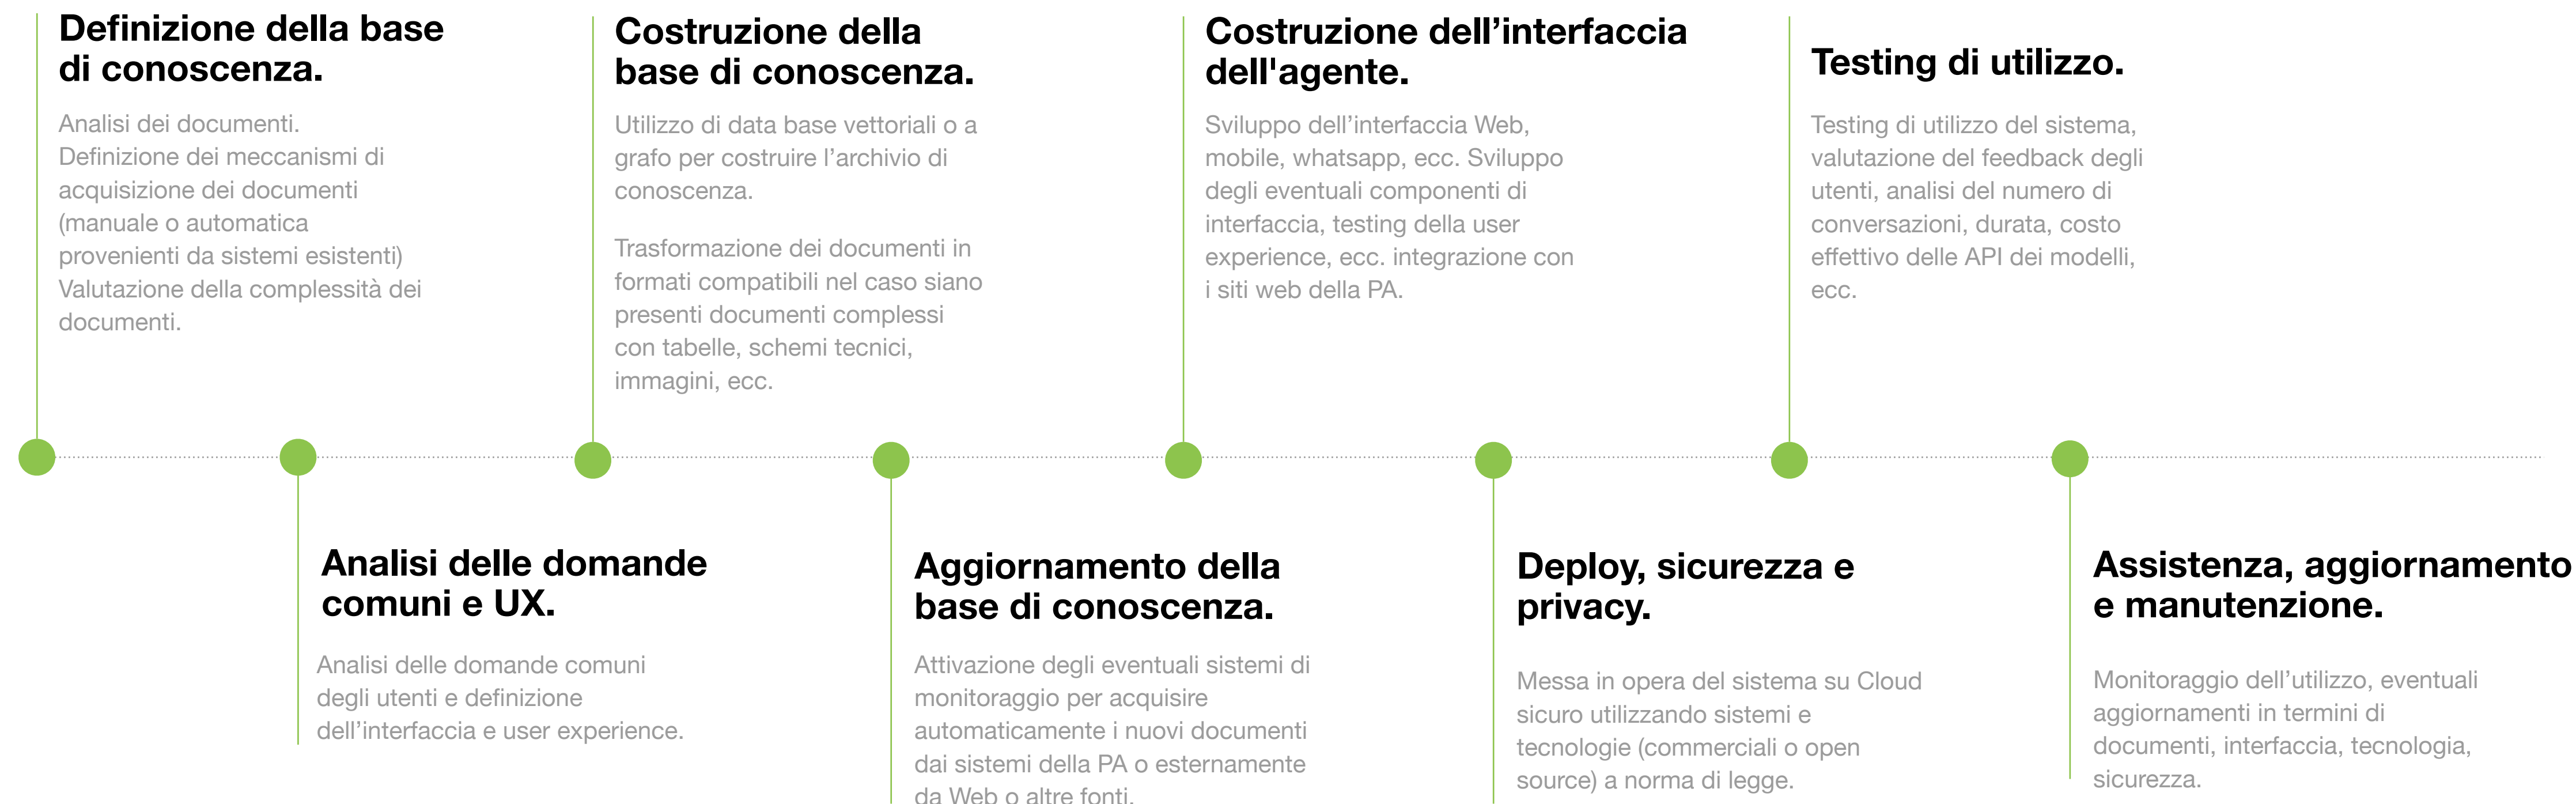 Definizione della base
di conoscenza.
Analisi dei documenti.
Definizione dei meccanismi di
acquisizione dei documenti
(manuale o automatica
provenienti da sistemi esistenti)
Valutazione della complessità dei
documenti.
Analisi delle domande
comuni e UX.
Analisi delle domande comuni
degli utenti e definizione
dell’interfaccia e user experience.
Costruzione della
base di conoscenza.
Utilizzo di data base vettoriali o a
grafo per costruire l’archivio di
conoscenza.
Trasformazione dei documenti in
formati compatibili nel caso siano
presenti documenti complessi
con tabelle, schemi tecnici,
immagini, ecc.
Aggiornamento della
base di conoscenza.
Attivazione degli eventuali sistemi di
monitoraggio per acquisire
automaticamente i nuovi documenti
dai sistemi della PA o esternamente
da Web o altre fonti.
Costruzione dell’interfaccia
dell'agente.
Sviluppo dell’interfaccia Web,
mobile, whatsapp, ecc. Sviluppo
degli eventuali componenti di
interfaccia, testing della user
experience, ecc. integrazione con
i siti web della PA.
Deploy, sicurezza e
privacy.
Messa in opera del sistema su Cloud
sicuro utilizzando sistemi e
tecnologie (commerciali o open
source) a norma di legge.
Testing di utilizzo.
Testing di utilizzo del sistema,
valutazione del feedback degli
utenti, analisi del numero di
conversazioni, durata, costo
effettivo delle API dei modelli,
ecc.
Assistenza, aggiornamento
e manutenzione.
Monitoraggio dell’utilizzo, eventuali
aggiornamenti in termini di
documenti, interfaccia, tecnologia,
sicurezza.